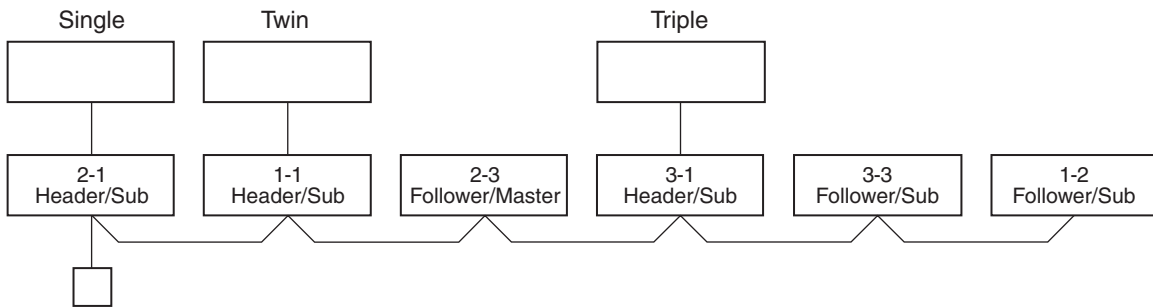 Single
Twin
Triple
2-1
Header/Sub
1-1
Header/Sub
2-3
Follower/Master
3-1
Header/Sub
3-3
Follower/Sub
1-2
Follower/Sub